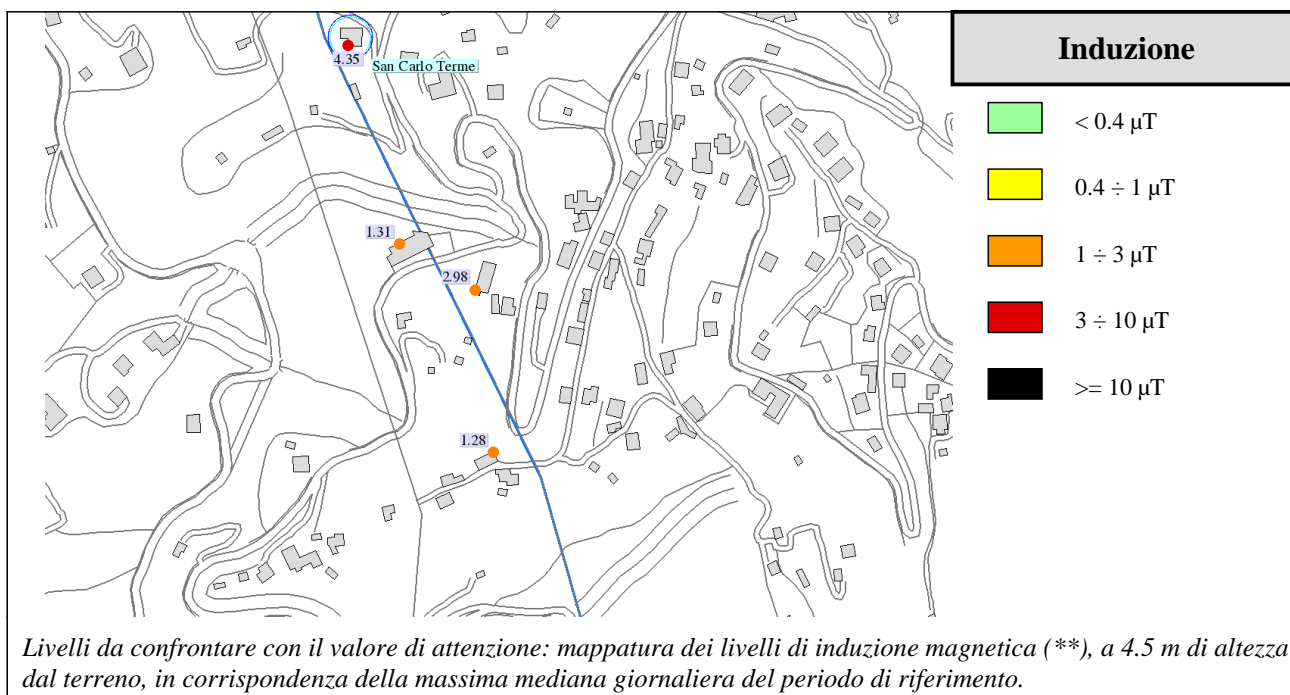 4.35
San Carlo Terme
1.31
2.98
1.28
Induzione
< 0.4 µT
0.4 ÷ 1 µT
1 ÷ 3 µT
3 ÷ 10 µT
>= 10 µT
Livelli da confrontare con il valore di attenzione: mappatura dei livelli di induzione magnetica (**), a 4.5 m di altezza
dal terreno, in corrispondenza della massima mediana giornaliera del periodo di riferimento.